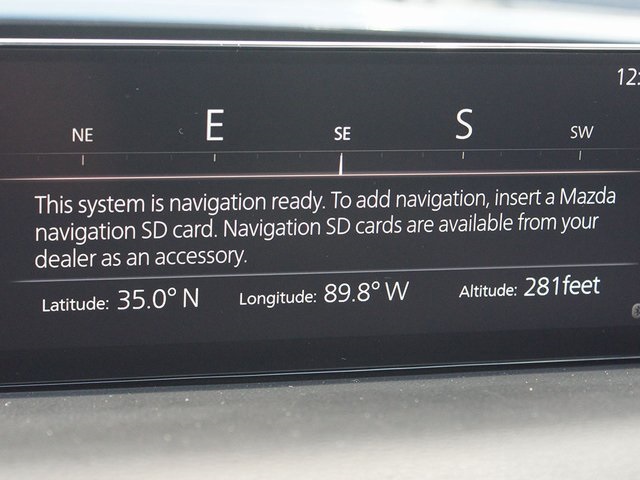 12:
NE E SE S SW
This system is navigation ready. To add navigation, insert a Mazda
navigation SD card. Navigation SD cards are available from your
dealer as an accessory.
Latitude: 35.0° N Longitude: 89.8° W Altitude: 281feet